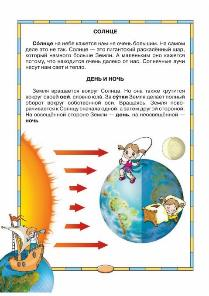 СОЛНЦЕ
Солнце на небе кажется нам не очень большим. На самом
деле это не так. Солнце — это гигантский раскалённый шар,
который намного больше Земли. А маленьким оно кажется
потому, что находится очень далеко от нас. Солнечные лучи
несут нам свет и тепло.
ДЕНЬ И НОЧЬ
Земля вращается вокруг Солнца. Но она также крутится
вокруг своей оси, словно юла. За сутки Земля делает полный
оборот вокруг собственной оси. Вращаясь, Земля пово-
рачивается к Солнцу сначала одной, а затем другой стороной.
На освещённой стороне Земли — день, на неосвещённой —
ночь.